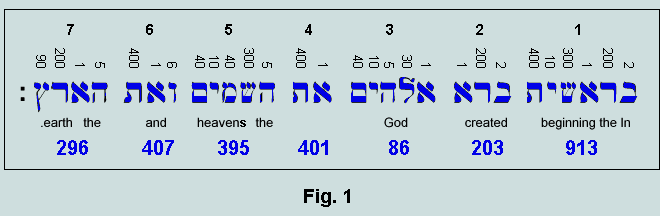 7 6 5 4 3 2 1
90 200 1 5 400 1 6 40 10 40 300 5 400 1 40 10 5 30 1 1 200 2 400 10 300 1 200 2
בראשית ברא אלהים את השמים ואת הארץ:
.earth the and heavens the God created beginning the In
296 407 395 401 86 203 913
Fig. 1